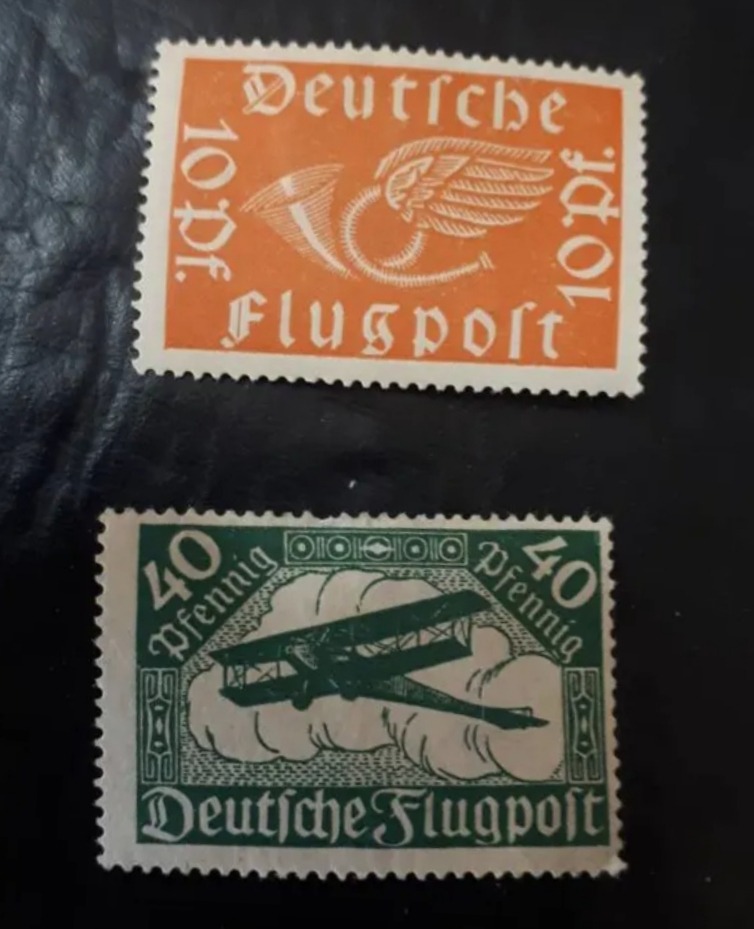 Deutſche
10 Pf.
10 Pf.
Flugpoſt
40
Pfennig
40
Pfennig
Deutſche Flugpoſt